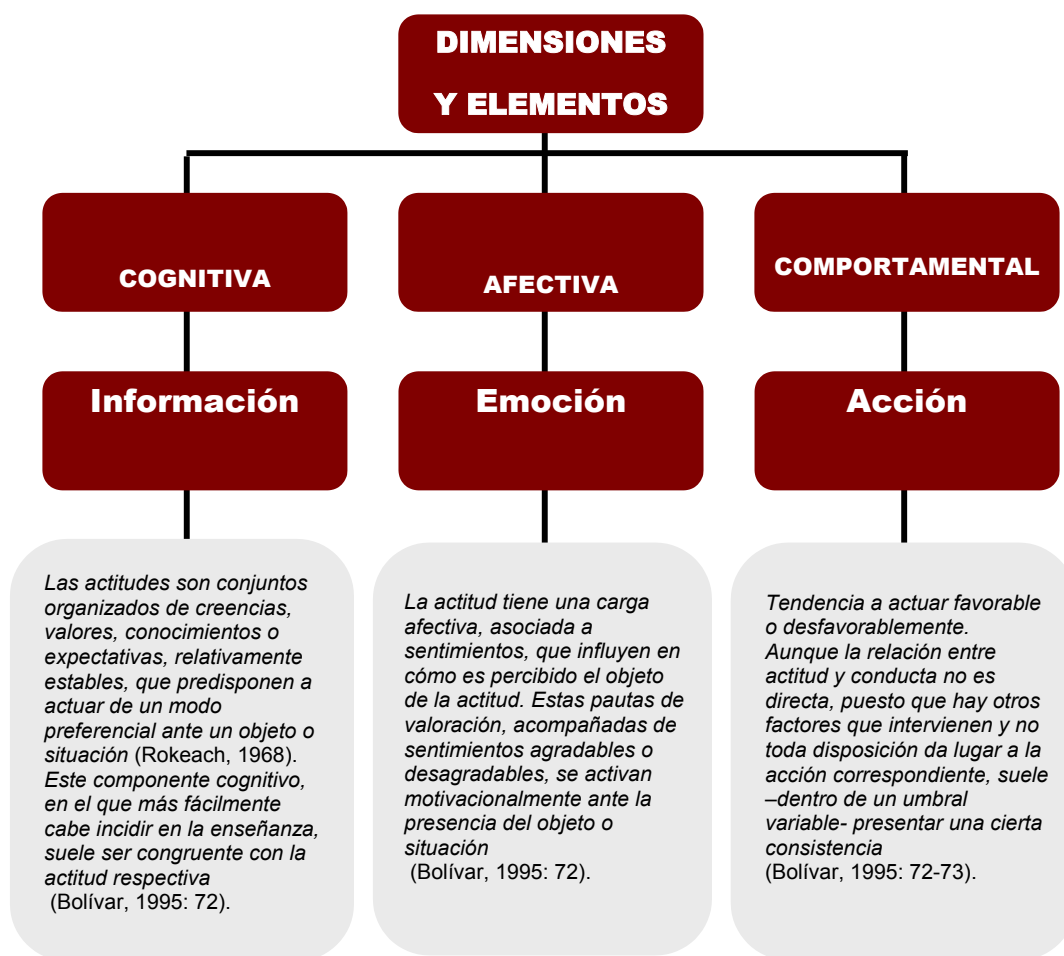 DIMENSIONES
Y ELEMENTOS
COGNITIVA
AFECTIVA
COMPORTAMENTAL
Información
Emoción
Acción
Las actitudes son conjuntos
organizados de creencias,
valores, conocimientos o
expectativas, relativamente
estables, que predisponen a
actuar de un modo
preferencial ante un objeto o
situación (Rokeach, 1968).
Este componente cognitivo,
en el que más fácilmente
cabe incidir en la enseñanza,
suele ser congruente con la
actitud respectiva
(Bolívar, 1995: 72).
La actitud tiene una carga
afectiva, asociada a
sentimientos, que influyen en
cómo es percibido el objeto
de la actitud. Estas pautas de
valoración, acompañadas de
sentimientos agradables o
desagradables, se activan
motivacionalmente ante la
presencia del objeto o
situación
(Bolívar, 1995: 72).
Tendencia a actuar favorable
o desfavorablemente.
Aunque la relación entre
actitud y conducta no es
directa, puesto que hay otros
factores que intervienen y no
toda disposición da lugar a la
acción correspondiente, suele
–dentro de un umbral
variable- presentar una cierta
consistencia
(Bolívar, 1995: 72-73).